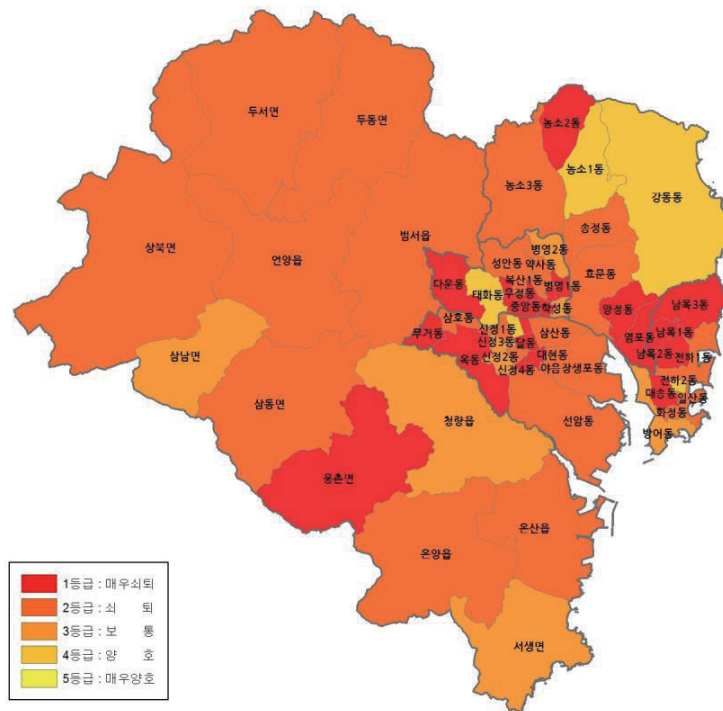 농소2동
두서면
두동면
농소1동
농소3동
강동동
송정동
범서읍
병영2동
상북면
언양읍
성안동 약사동
효문동
다운동
복산1동
병영1동
우정동
태화동
중앙동 학성동
양정동
남목3동
삼호동
무거동
신정1동
삼산동
염포동
남목1동
신정3동 달동
대현동
남목2동 전하1동
옥동
신정2동
신정4동
야음장생포동
삼남면
전하2동
대송동 일산동
삼동면
화정동
청량읍
선암동
방어동
웅촌면
온산읍
온양읍
서생면
1등급 : 매우쇠퇴
2등급 : 쇠 퇴
3등급 : 보 통
4등급 : 양 호
5등급 : 매우양호